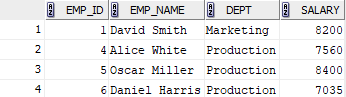 EMP_ID EMP_NAME DEPT SALARY
1 1 David Smith Marketing 8200
2 4 Alice White Production 7560
3 5 Oscar Miller Production 8400
4 6 Daniel Harris Production 7035